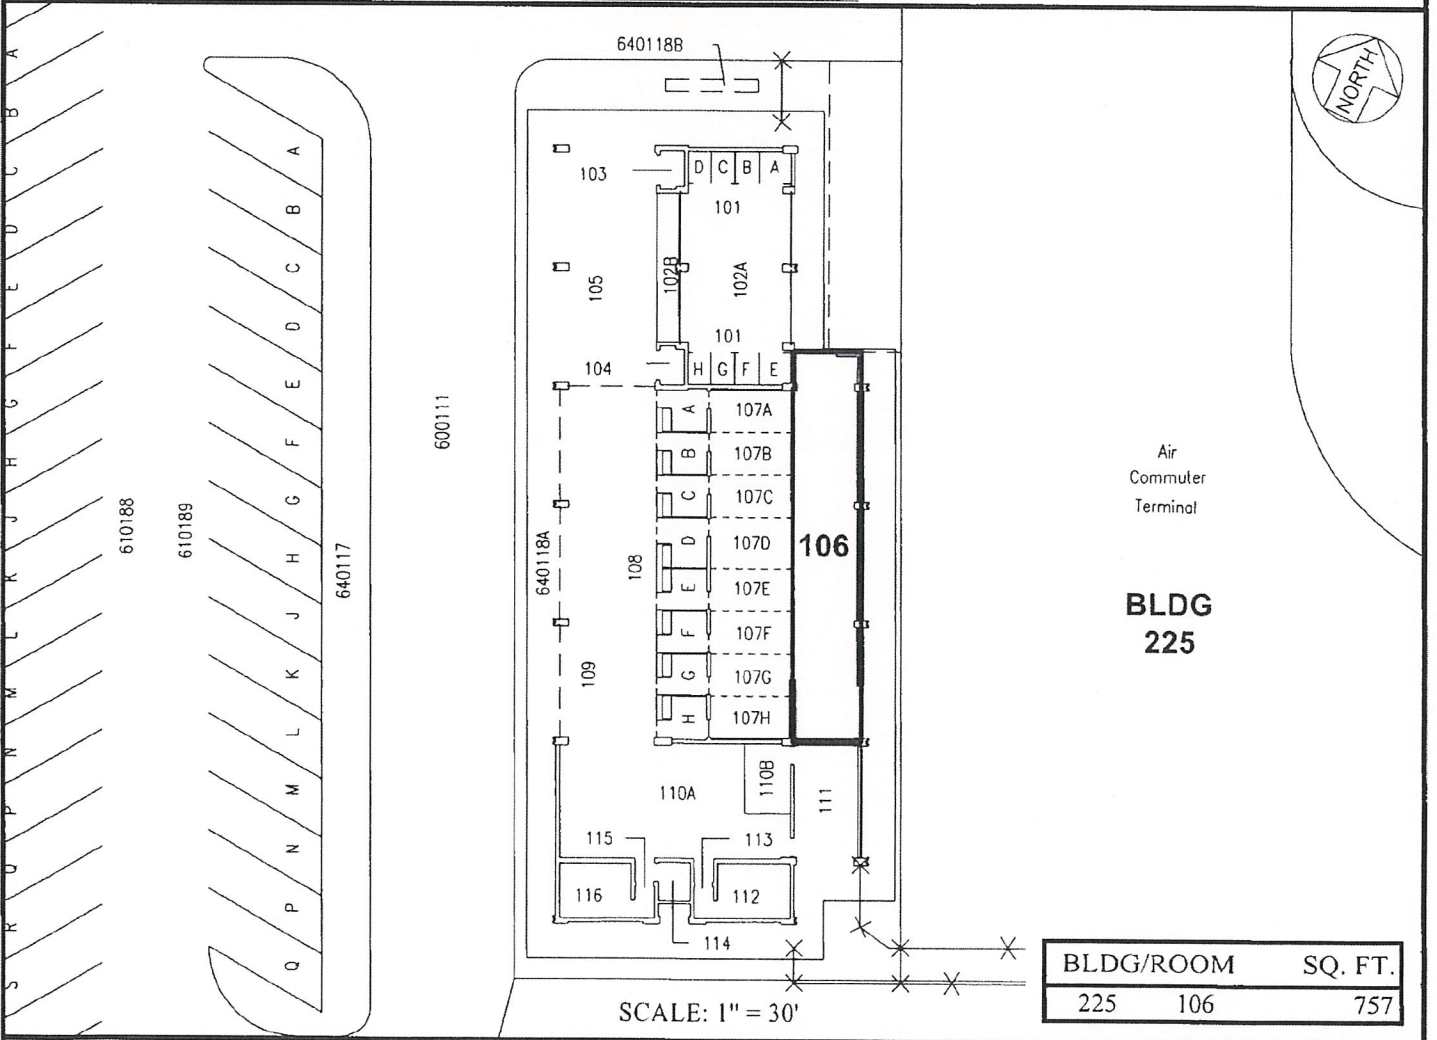 640118B
NORTH
103
D C B A
101
105
102B
102A
101
104
H G F E
600111
A
107A
B
107B
C
107C
D
107D
E
107E
F
107F
G
107G
H
107H
106
Air
Commuter
Terminal
BLDG
225
610188
610189
640117
640118A
108
109
110A
110B
111
115
113
116
112
114
A
B
C
D
E
F
G
H
J
K
L
M
N
P
Q
A
B
C
D
E
F
G
H
J
K
L
M
N
P
Q
R
S
SCALE: 1" = 30'
BLDG/ROOM SQ. FT.
225 106 757